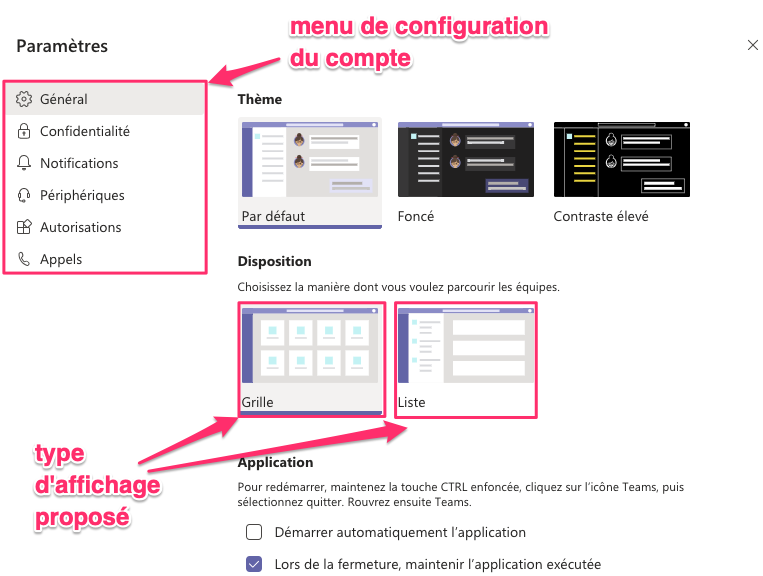 menu de configuration
du compte
Paramètres
Général
Confidentialité
Notifications
Périphériques
Autorisations
Appels
Thème
Par défaut
Foncé
Contraste élevé
Disposition
Choisissez la manière dont vous voulez parcourir les équipes.
Grille
Liste
type
d'affichage
proposé
Application
Pour redémarrer, maintenez la touche CTRL enfoncée, cliquez sur l'icône Teams, puis
sélectionnez quitter. Rouvrez ensuite Teams.
Démarrer automatiquement l'application
Lors de la fermeture, maintenir l'application exécutée